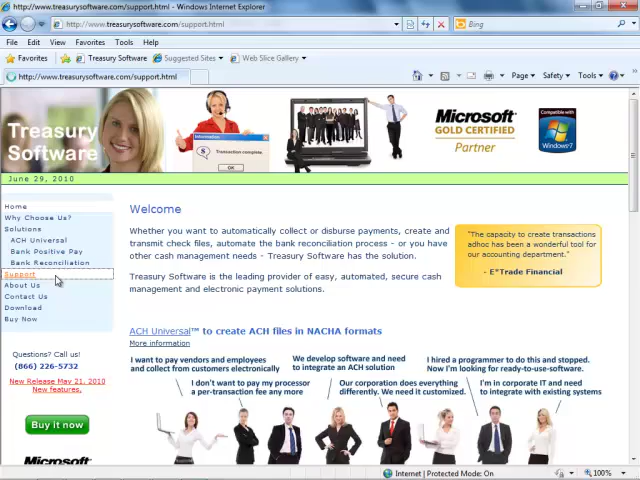 http://www.treasurysoftware.com/support.html - Windows Internet Explorer
http://www.treasurysoftware.com/support.html
Bing
File Edit View Favorites Tools Help
Favorites Treasury Software Suggested Sites Web Slice Gallery
http://www.treasurysoftware.com/support.html
Page Safety Tools
Treasury
Software
Information
Transaction complete.
OK
Microsoft
GOLD CERTIFIED
Partner
Compatible with
Windows 7
June 29, 2010
Home
Why Choose Us?
Solutions
ACH Universal
Bank Positive Pay
Bank Reconciliation
Support
About Us
Contact Us
Download
Buy Now
Questions? Call us!
(866) 226-5732
New Release May 21, 2010
New features,
Buy it now
Microsoft
Welcome
Whether you want to automatically collect or disburse payments, create and
transmit check files, automate the bank reconciliation process - or you have
other cash management needs - Treasury Software has the solution.
Treasury Software is the leading provider of easy, automated, secure cash
management and electronic payment solutions.
"The capacity to create transactions
adhoc has been a wonderful tool for
our accounting department."
- E*Trade Financial
ACH Universal™ to create ACH files in NACHA formats
More information
I want to pay vendors and employees
and collect from customers electronically
We develop software and need
to integrate an ACH solution
I hired a programmer to do this and stopped.
Now I'm looking for ready-to-use-software.
I don't want to pay my processor
a per-transaction fee any more
Our corporation does everything
differently. We need it customized.
I'm in corporate IT and need
to integrate with existing systems
Internet | Protected Mode: On
100%